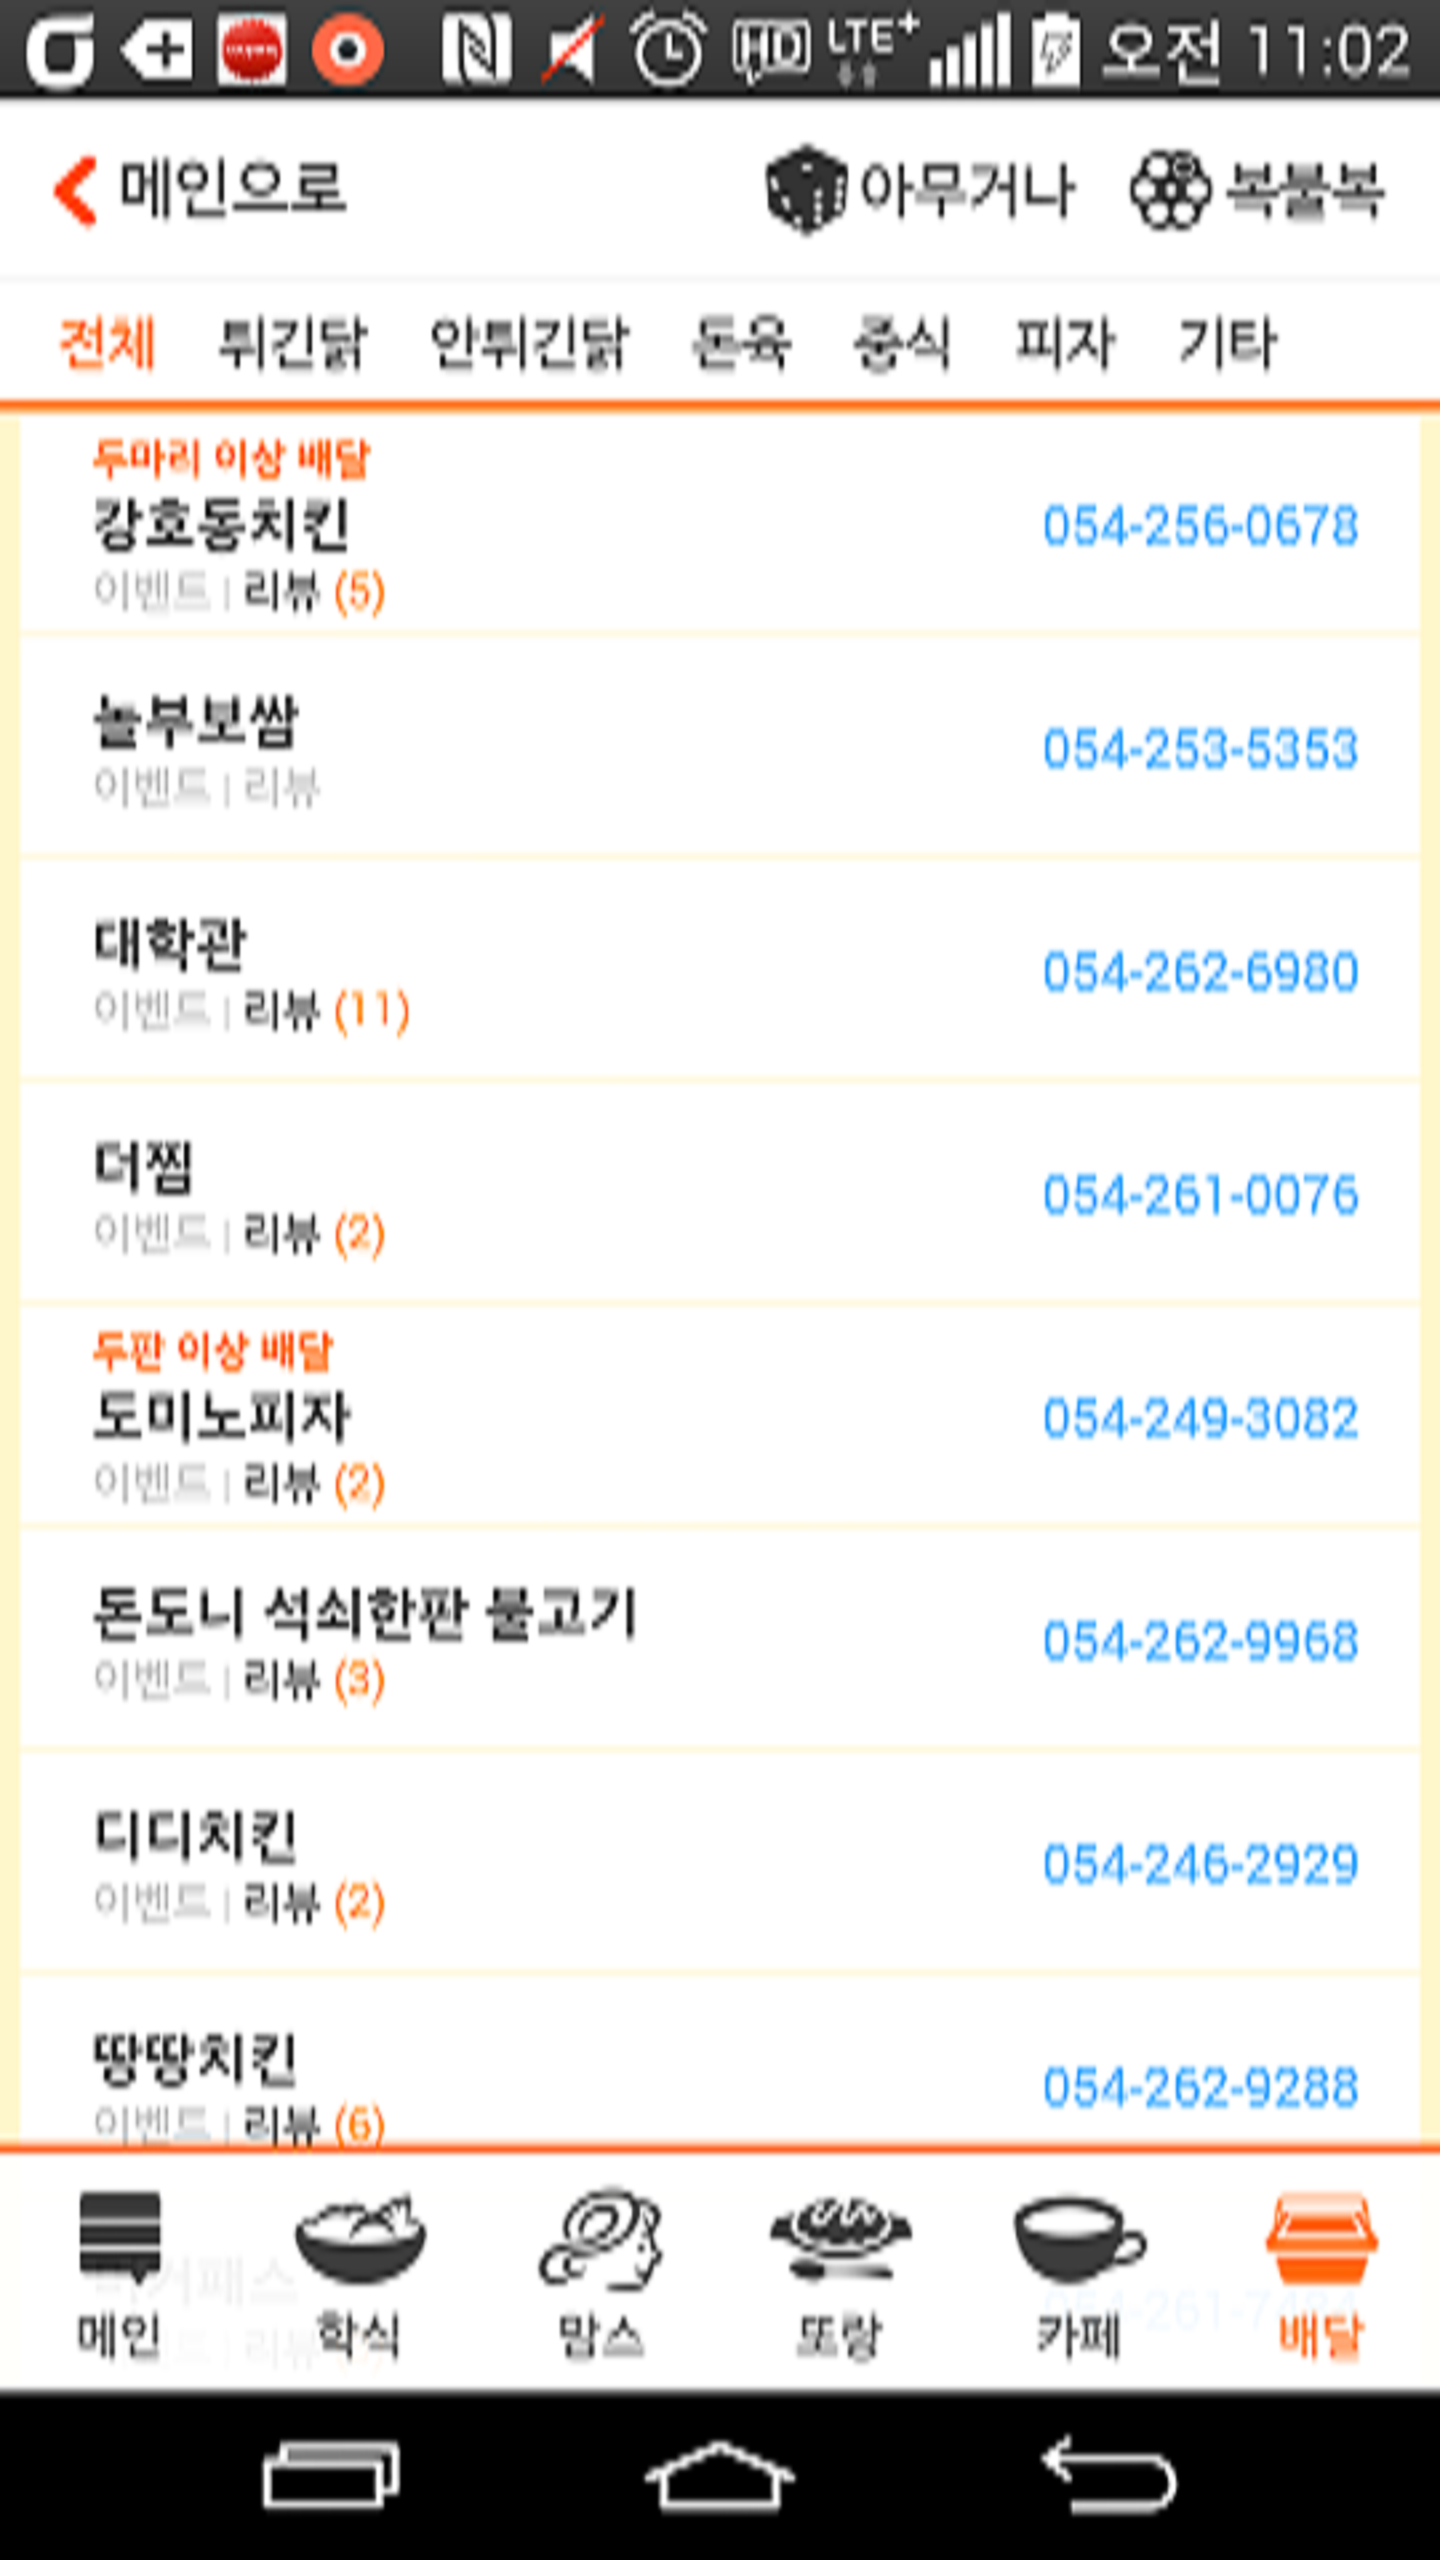 HD LTE+ 오전 11:02
메인으로 아무거나 복불복
전체 튀긴닭 안튀긴닭 돈육 중식 피자 기타
두마리 이상 배달
강호동치킨 054-256-0678
이벤트 | 리뷰 (5)
놀부보쌈 054-253-5353
이벤트 | 리뷰
대학관 054-262-6980
이벤트 | 리뷰 (11)
더찜 054-261-0076
이벤트 | 리뷰 (2)
두판 이상 배달
도미노피자 054-249-3082
이벤트 | 리뷰 (2)
돈도니 석쇠한판 불고기 054-262-9968
이벤트 | 리뷰 (3)
디디치킨 054-246-2929
이벤트 | 리뷰 (2)
땅땅치킨 054-262-9288
이벤트 | 리뷰 (6)
메인 학식 맘스 또랑 카페 배달